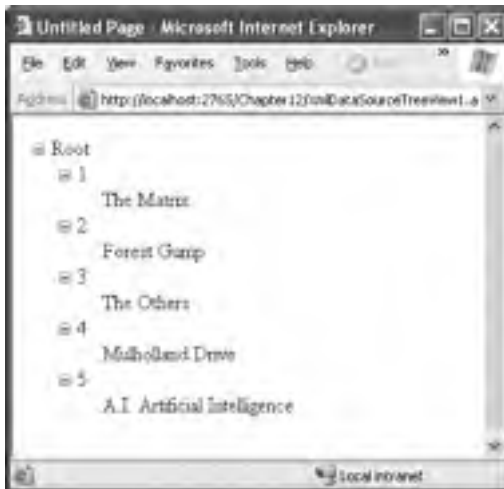 Untitled Page - Microsoft Internet Explorer
File Edit View Favorites Tools Help
Address http://localhost:2765/Chapter12/XmlDataSourceTreeView1.a
Root
1
The Matrix
2
Forest Gump
3
The Others
4
Mulholland Drive
5
A.I. Artificial Intelligence
Local intranet